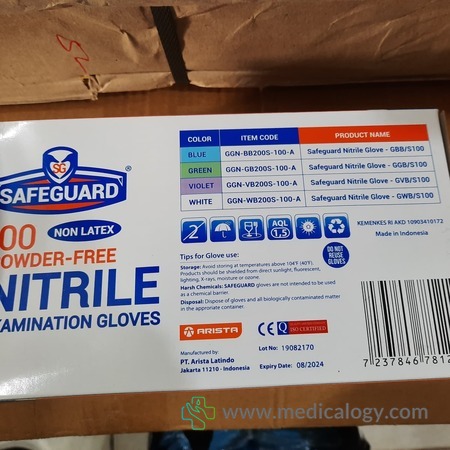 SG
SAFEGUARD
NON LATEX
00
POWDER-FREE
NITRILE
EXAMINATION GLOVES
COLOR ITEM CODE PRODUCT NAME
BLUE GGN-BB200S-100-A Safeguard Nitrile Glove - GBB/S100
GREEN GGN-GB200S-100-A Safeguard Nitrile Glove - GGB/S100
VIOLET GGN-VB200S-100-A Safeguard Nitrile Glove - GVB/S100
WHITE GGN-WB200S-100-A Safeguard Nitrile Glove - GWB/S100
2
AQL
1.5
KEMENKES RI AKD 10903410172
Made in Indonesia
DO NOT
REUSE
GLOVES
Tips for Glove use:
Storage: Avoid storing at temperatures above 104°F (40°F).
Products should be shielded from direct sunlight, fluorescent,
lighting, X-rays, moisture or ozone.
Harsh Chemicals: SAFEGUARD gloves are not intended to be used
as a chemical barrier.
Disposal: Dispose of gloves and all biologically contaminated matter
in the appropriate container.
ARISTA
CE
ISO CERTIFIED
Manufactured by:
PT. Arista Latindo
Jakarta 11210 - Indonesia
Lot No: 19082170
Expiry Date: 08/2024
7 237846 7812
www.medicalogy.com